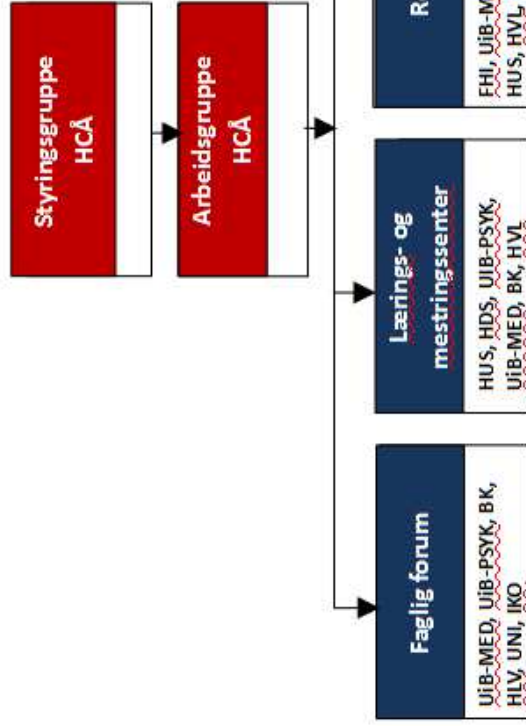 Styringsgruppe
HCÅ
Arbeidsgruppe
HCÅ
Faglig forum
UiB-MED, UiB-PSYK, BK,
HLV, UNI, IKO
Lærings- og
mestringssenter
HUS, HDS, UIB-PSYK,
UiB-MED, BK, HVL
R
FHI, UiB-M
HUS, HVL